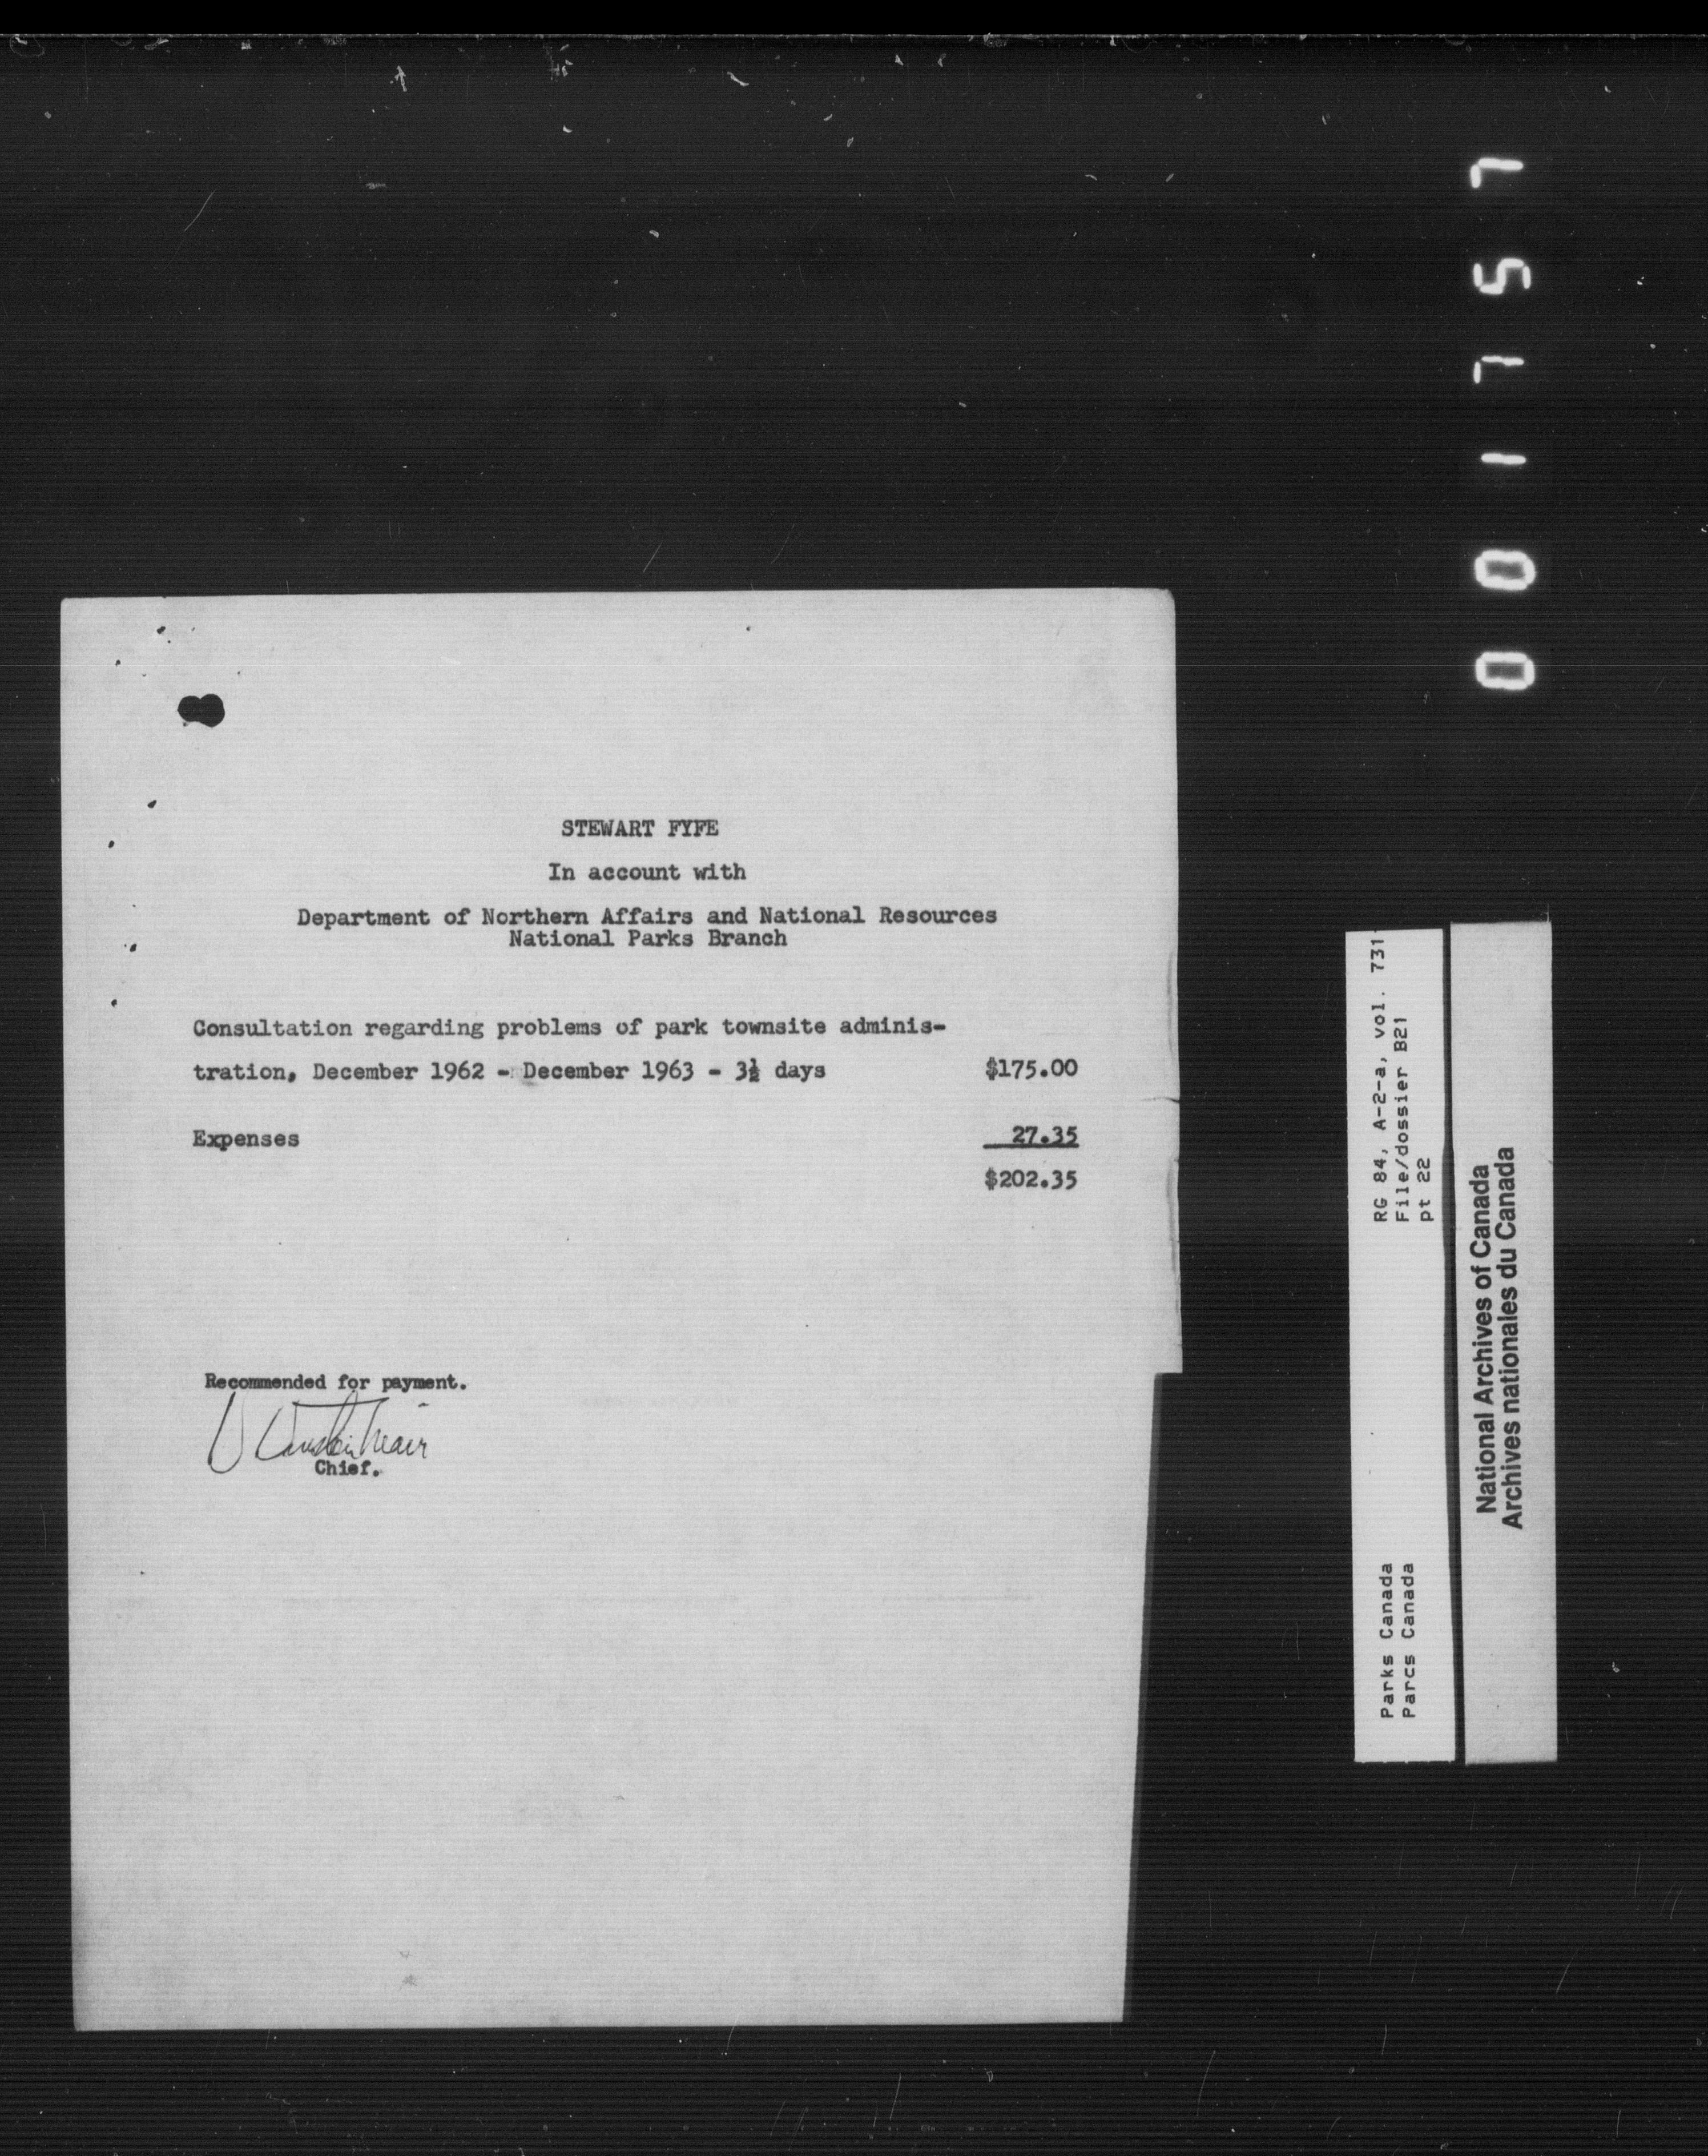 STEWART FYFE
In account with
Department of Northern Affairs and National Resources
National Parks Branch
Consultation regarding problems of park townsite adminis-
tration, December 1962 - December 1963 - 3½ days $175.00
Expenses 27.35
$202.35
Recommended for payment.
Chief.
001757
RG 84, A-2-a, vol. 731
File/dossier B21
pt 22
Parks Canada
Parcs Canada
National Archives of Canada
Archives nationales du Canada